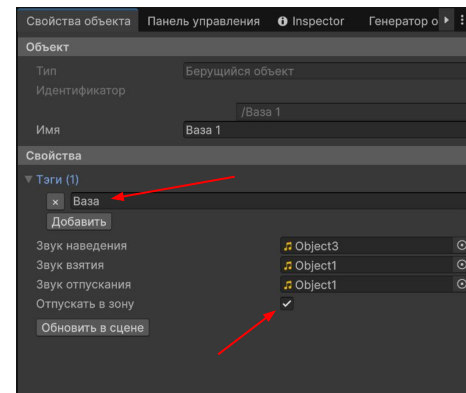 Свойства объекта Панель управления Inspector Генератор о
Объект
Тип Берущийся объект
Идентификатор
/Ваза 1
Имя Ваза 1
Свойства
Тэги (1)
× Ваза
Добавить
Звук наведения Object3
Звук взятия Object1
Звук отпускания Object1
Отпускать в зону
Обновить в сцене